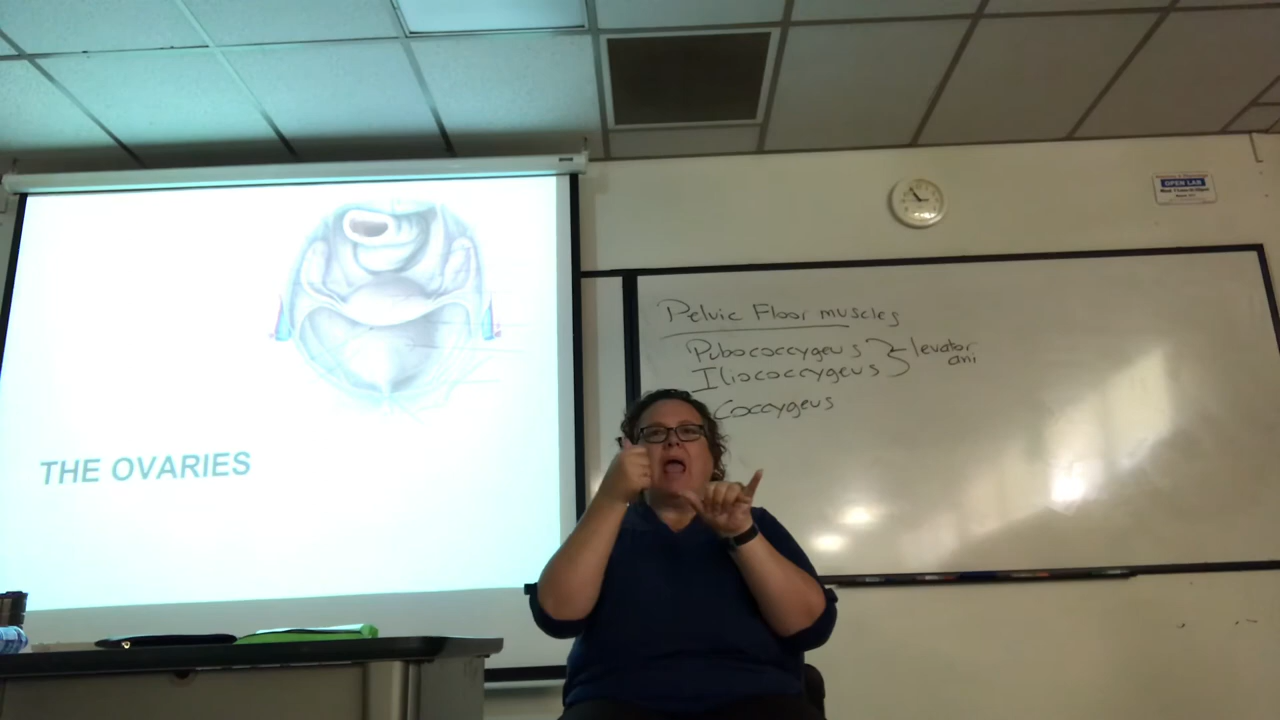 THE OVARIES
OPEN LAB
Pelvic Floor muscles
Pubococcygeus } levator
Iliococcygeus } ani
Coccygeus